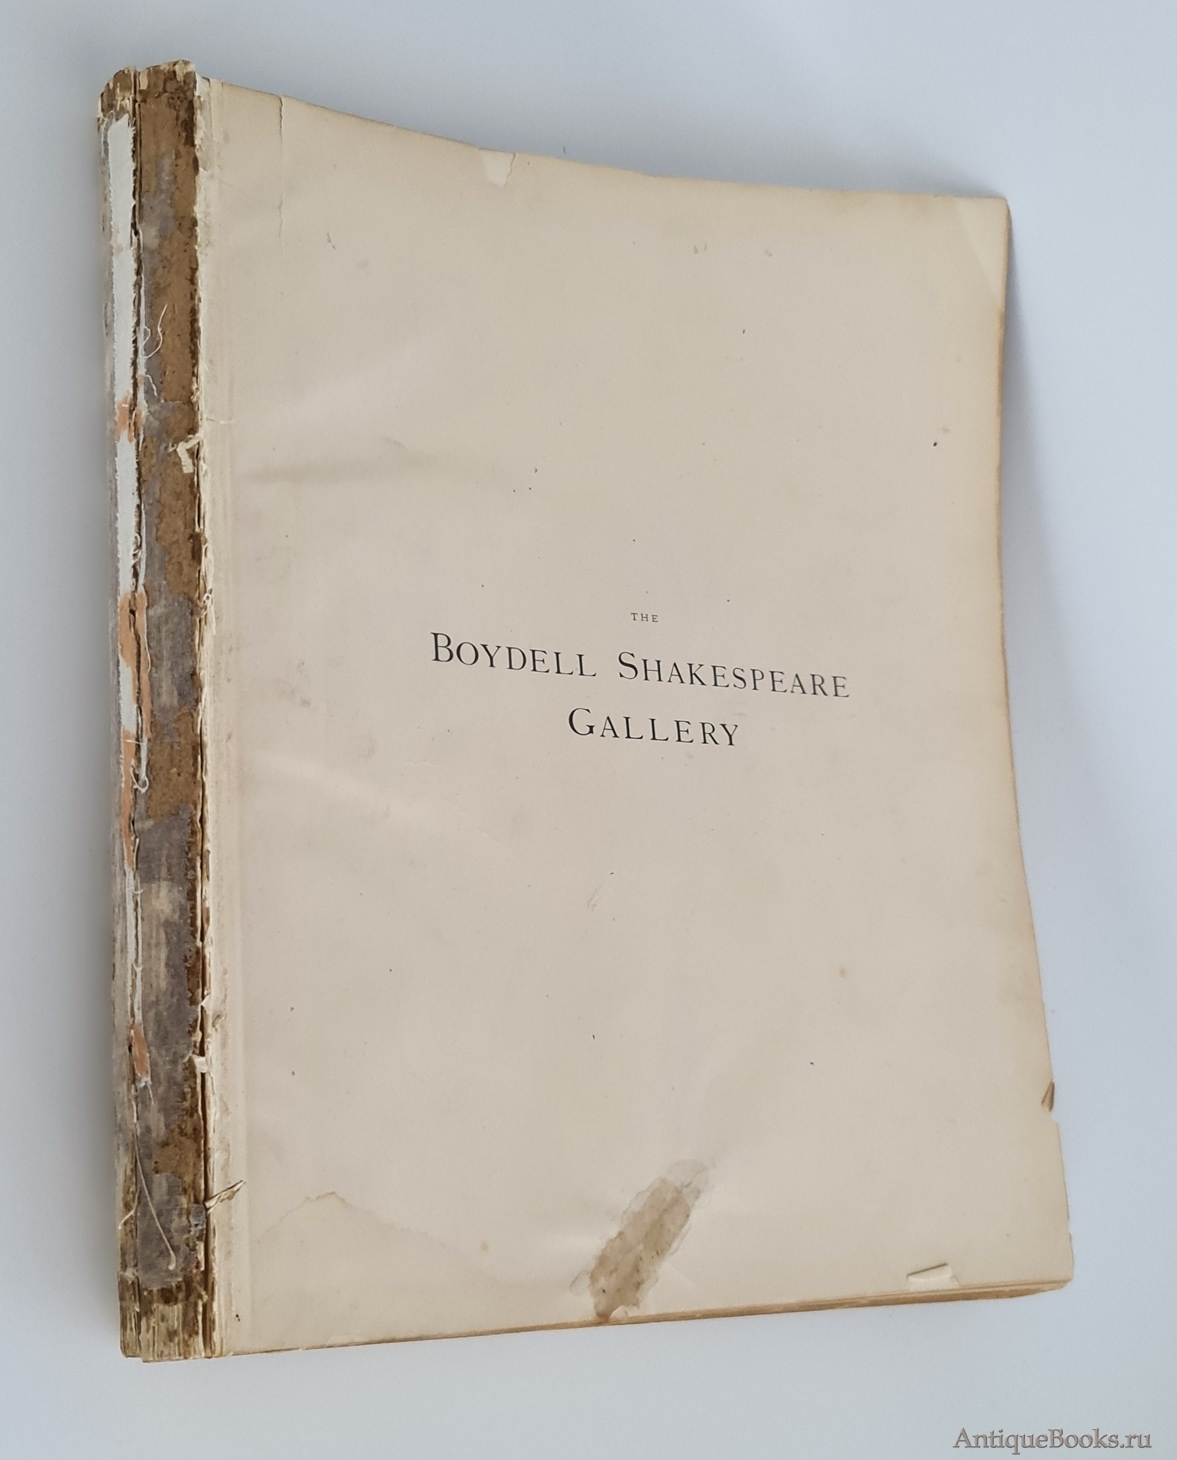 THE
BOYDELL SHAKESPEARE
GALLERY
AntiqueBooks.ru